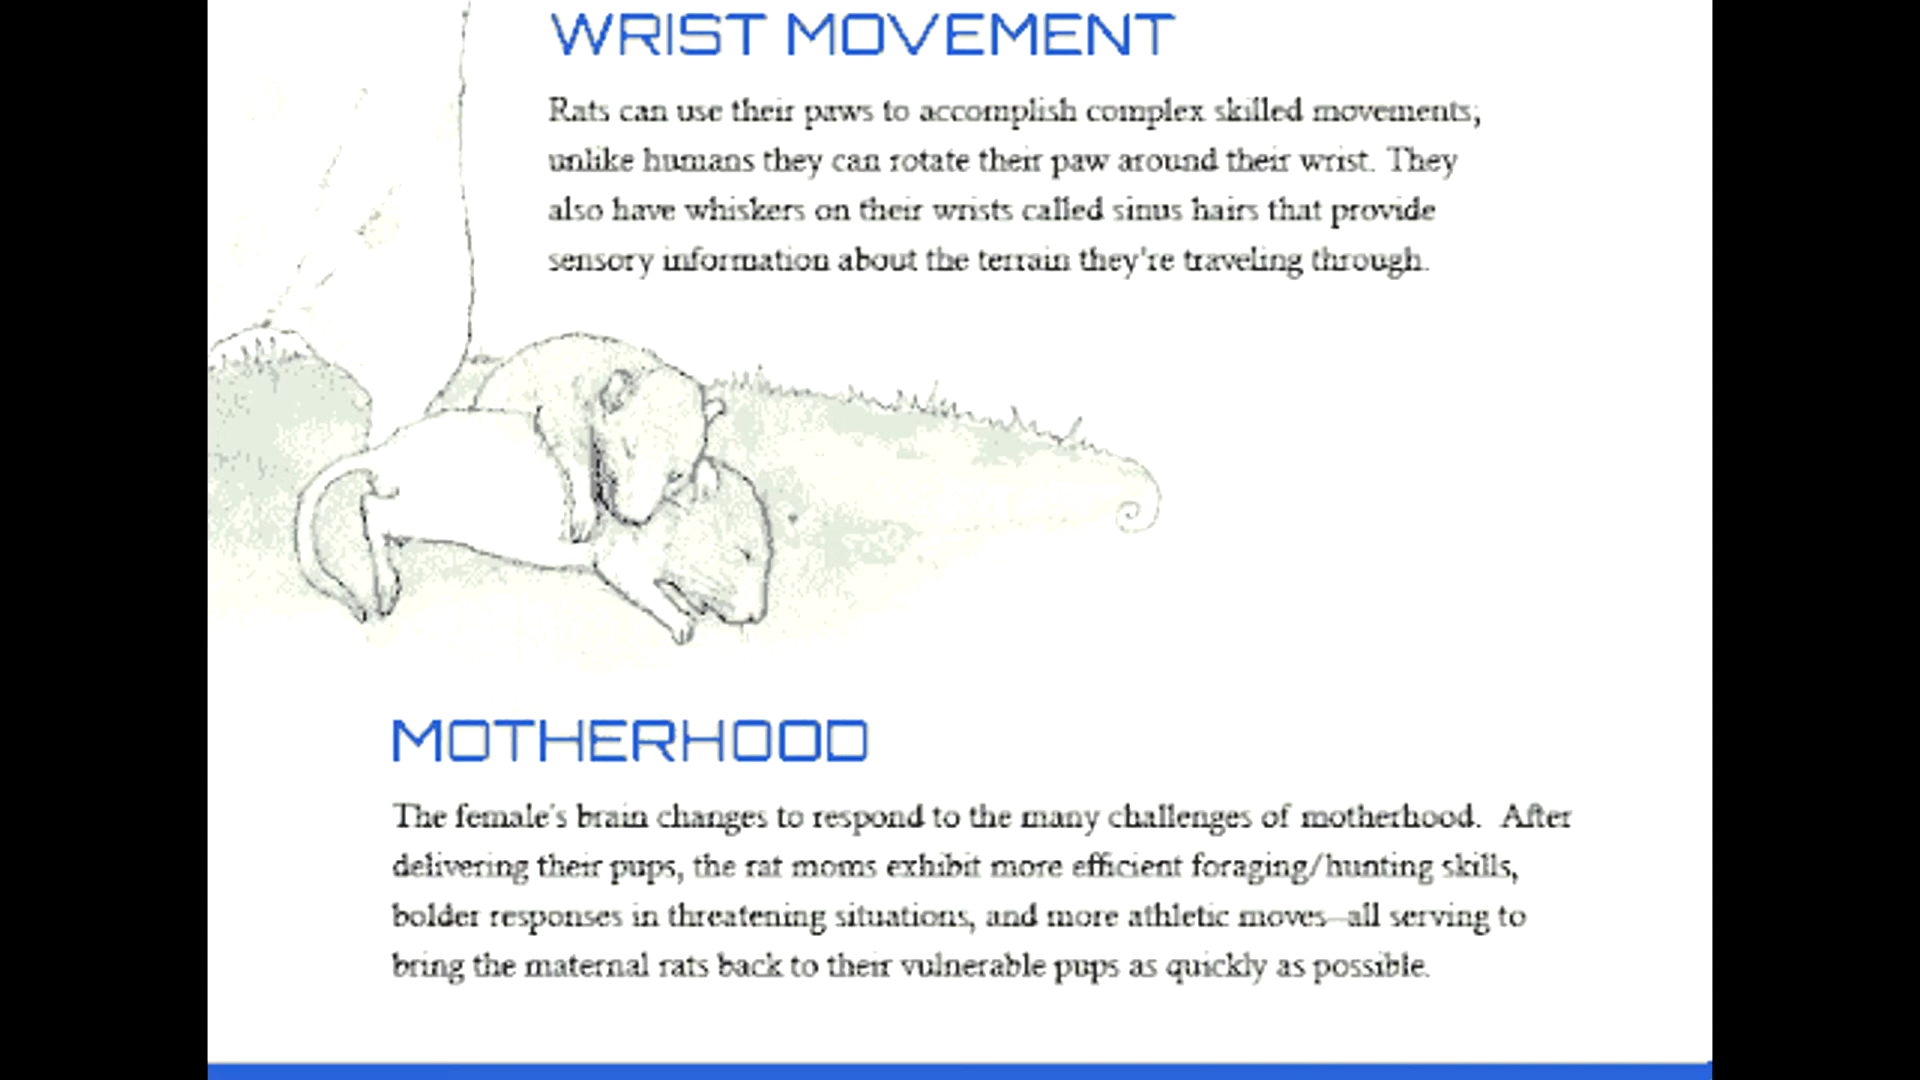 WRIST MOVEMENT
Rats can use their paws to accomplish complex skilled movements;
unlike humans they can rotate their paw around their wrist. They
also have whiskers on their wrists called sinus hairs that provide
sensory information about the terrain they're traveling through.
MOTHERHOOD
The female's brain changes to respond to the many challenges of motherhood. After
delivering their pups, the rat moms exhibit more efficient foraging/hunting skills,
bolder responses in threatening situations, and more athletic moves—all serving to
bring the maternal rats back to their vulnerable pups as quickly as possible.